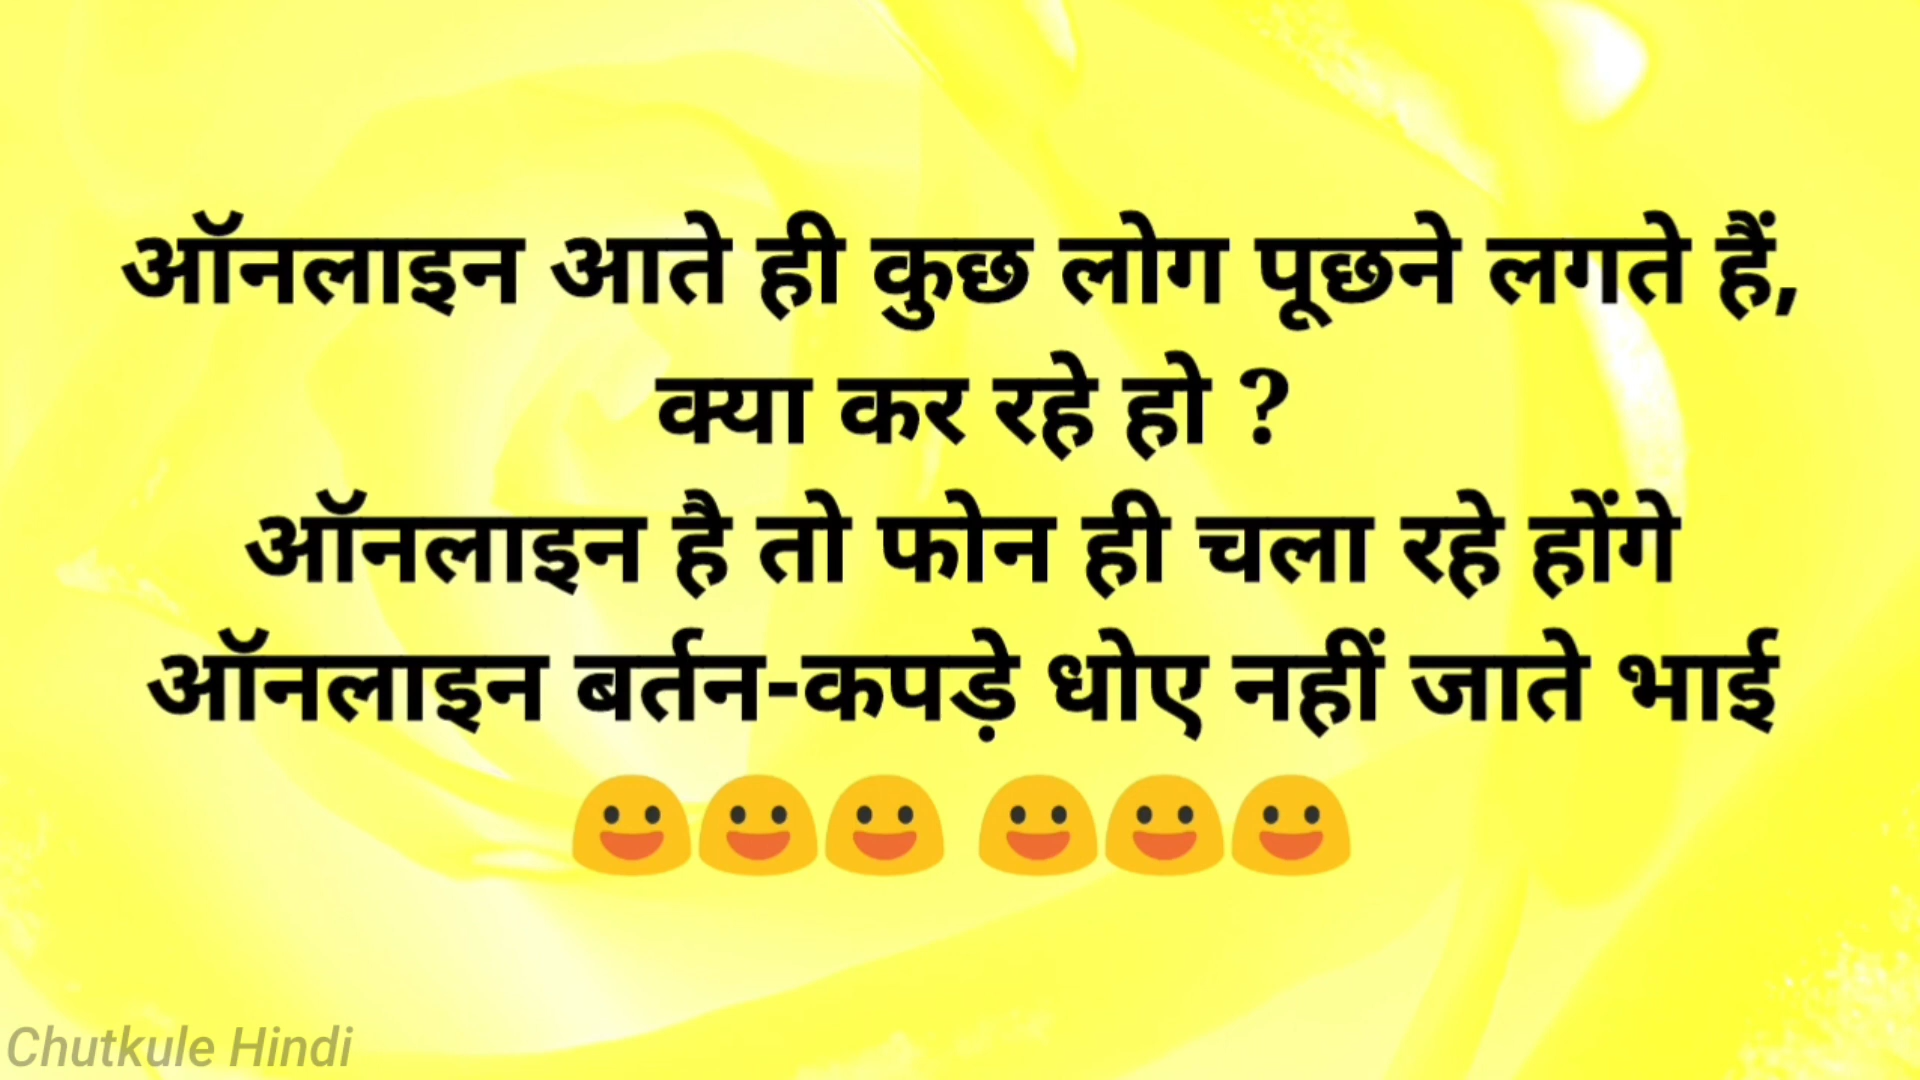 ऑनलाइन आते ही कुछ लोग पूछने लगते हैं,
क्या कर रहे हो ?
ऑनलाइन है तो फोन ही चला रहे होंगे
ऑनलाइन बर्तन-कपड़े धोए नहीं जाते भाई
😃😃😃 😃😃😃
Chutkule Hindi